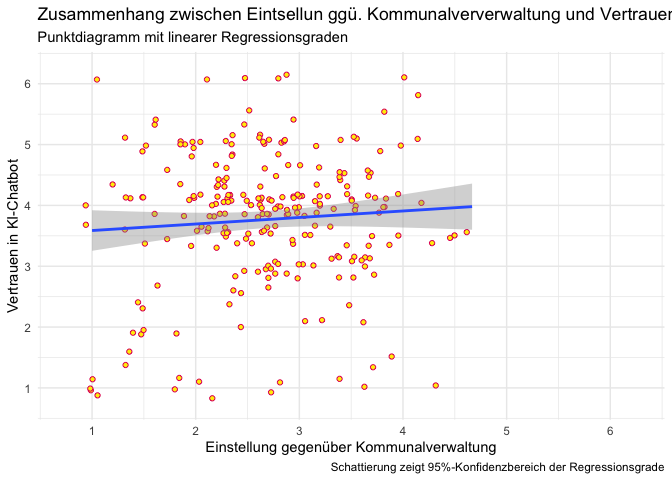 Zusammenhang zwischen Eintsellun ggü. Kommunalververwaltung und Vertrauen
Punktdiagramm mit linearer Regressionsgraden
Vertrauen in KI-Chatbot
6
5
4
3
2
1
1 2 3 4 5 6
Einstellung gegenüber Kommunalverwaltung
Schattierung zeigt 95%-Konfidenzbereich der Regressionsgrade